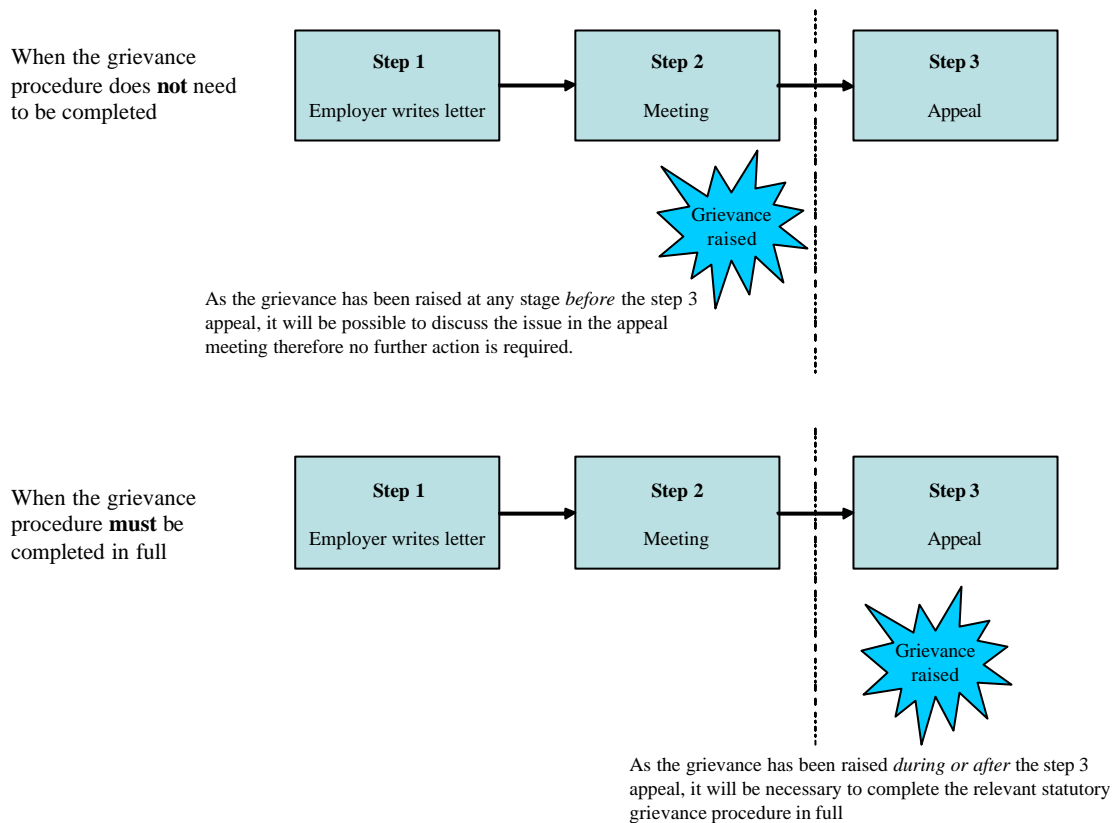 When the grievance
procedure does not need
to be completed
Step 1
Employer writes letter
Step 2
Meeting
Step 3
Appeal
Grievance
raised
As the grievance has been raised at any stage before the step 3
appeal, it will be possible to discuss the issue in the appeal
meeting therefore no further action is required.
When the grievance
procedure must be
completed in full
Step 1
Employer writes letter
Step 2
Meeting
Step 3
Appeal
Grievance
raised
As the grievance has been raised during or after the step 3
appeal, it will be necessary to complete the relevant statutory
grievance procedure in full